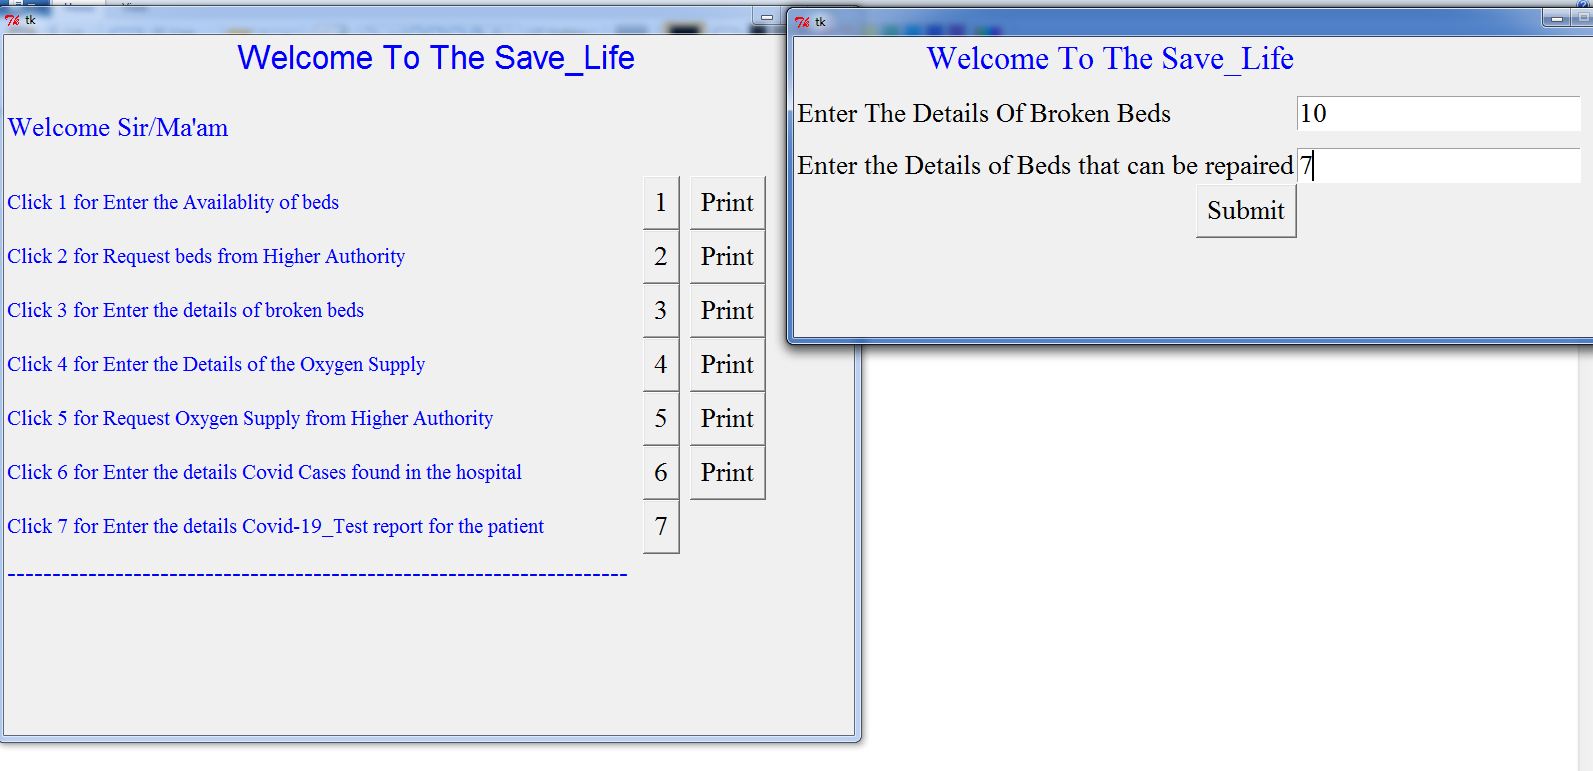 tk
Welcome To The Save_Life
Welcome Sir/Ma'am
Click 1 for Enter the Availablity of beds 1 Print
Click 2 for Request beds from Higher Authority 2 Print
Click 3 for Enter the details of broken beds 3 Print
Click 4 for Enter the Details of the Oxygen Supply 4 Print
Click 5 for Request Oxygen Supply from Higher Authority 5 Print
Click 6 for Enter the details Covid Cases found in the hospital 6 Print
Click 7 for Enter the details Covid-19_Test report for the patient 7
---------------------------------------------------------------------
tk
Welcome To The Save_Life
Enter The Details Of Broken Beds 10
Enter the Details of Beds that can be repaired 7
Submit